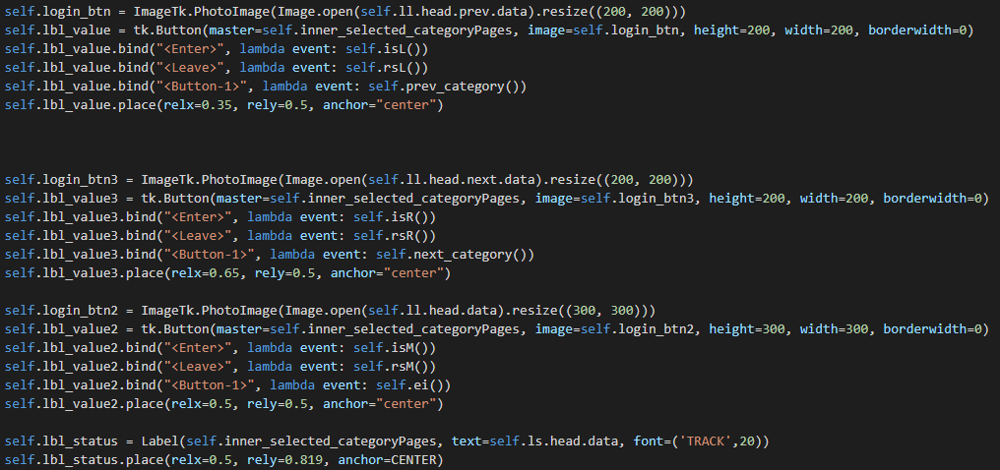 self.login_btn = ImageTk.PhotoImage(Image.open(self.ll.head.prev.data).resize((200, 200)))
self.lbl_value = tk.Button(master=self.inner_selected_categoryPages, image=self.login_btn, height=200, width=200, borderwidth=0)
self.lbl_value.bind("<Enter>", lambda event: self.isL())
self.lbl_value.bind("<Leave>", lambda event: self.rsL())
self.lbl_value.bind("<Button-1>", lambda event: self.prev_category())
self.lbl_value.place(relx=0.35, rely=0.5, anchor="center")
self.login_btn3 = ImageTk.PhotoImage(Image.open(self.ll.head.next.data).resize((200, 200)))
self.lbl_value3 = tk.Button(master=self.inner_selected_categoryPages, image=self.login_btn3, height=200, width=200, borderwidth=0)
self.lbl_value3.bind("<Enter>", lambda event: self.isR())
self.lbl_value3.bind("<Leave>", lambda event: self.rsR())
self.lbl_value3.bind("<Button-1>", lambda event: self.next_category())
self.lbl_value3.place(relx=0.65, rely=0.5, anchor="center")
self.login_btn2 = ImageTk.PhotoImage(Image.open(self.ll.head.data).resize((300, 300)))
self.lbl_value2 = tk.Button(master=self.inner_selected_categoryPages, image=self.login_btn2, height=300, width=300, borderwidth=0)
self.lbl_value2.bind("<Enter>", lambda event: self.isM())
self.lbl_value2.bind("<Leave>", lambda event: self.rsM())
self.lbl_value2.bind("<Button-1>", lambda event: self.ei())
self.lbl_value2.place(relx=0.5, rely=0.5, anchor="center")
self.lbl_status = Label(self.inner_selected_categoryPages, text=self.ls.head.data, font=('TRACK',20))
self.lbl_status.place(relx=0.5, rely=0.819, anchor=CENTER)